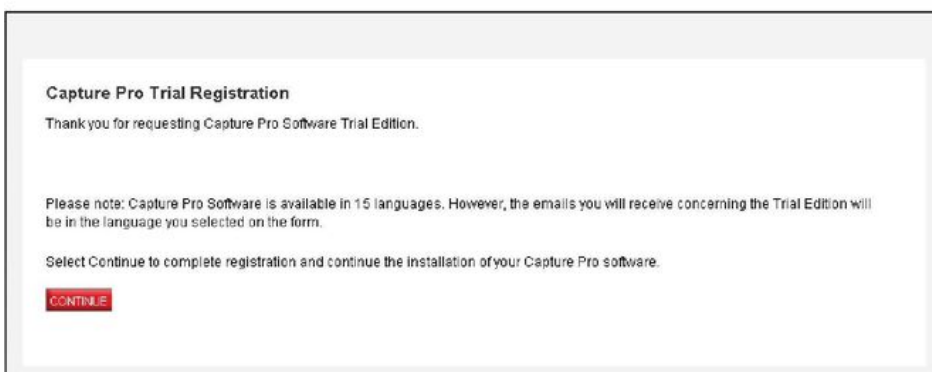 Capture Pro Trial Registration
Thank you for requesting Capture Pro Software Trial Edition.
Please note: Capture Pro Software is available in 15 languages. However, the emails you will receive concerning the Trial Edition will
be in the language you selected on the form.
Select Continue to complete registration and continue the installation of your Capture Pro software.
CONTINUE